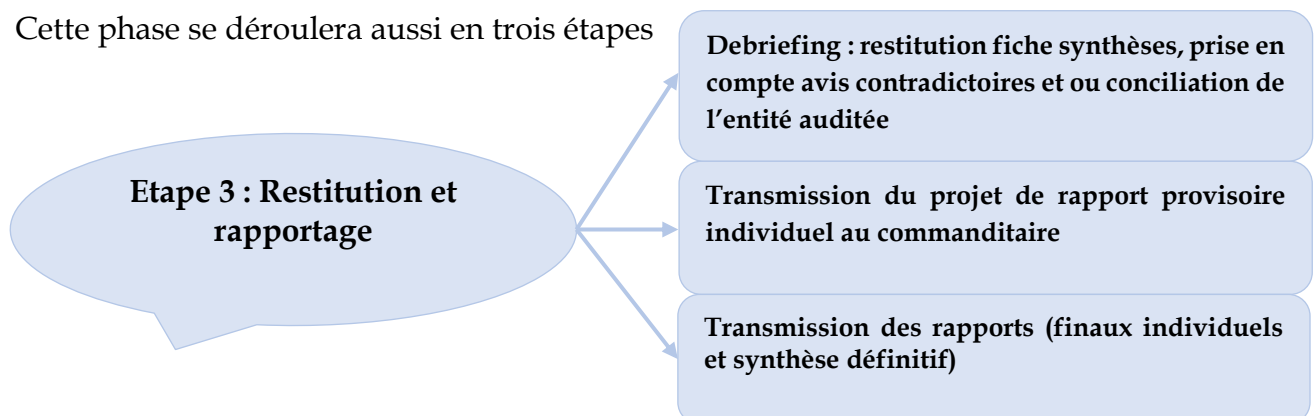 Cette phase se déroulera aussi en trois étapes
Etape 3 : Restitution et
rapportage
Debriefing : restitution fiche synthèses, prise en
compte avis contradictoires et ou conciliation de
l’entité auditée
Transmission du projet de rapport provisoire
individuel au commanditaire
Transmission des rapports (finaux individuels
et synthèse définitif)